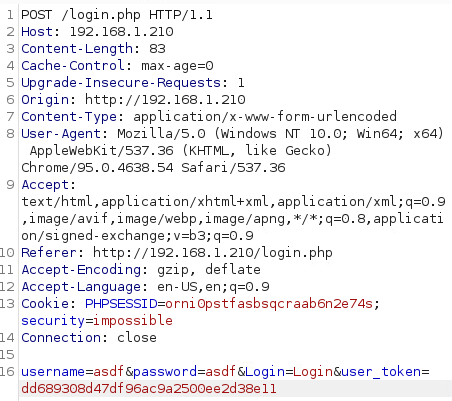 1 POST /login.php HTTP/1.1
2 Host: 192.168.1.210
3 Content-Length: 83
4 Cache-Control: max-age=0
5 Upgrade-Insecure-Requests: 1
6 Origin: http://192.168.1.210
7 Content-Type: application/x-www-form-urlencoded
8 User-Agent: Mozilla/5.0 (Windows NT 10.0; Win64; x64)
AppleWebKit/537.36 (KHTML, like Gecko)
Chrome/95.0.4638.54 Safari/537.36
9 Accept:
text/html,application/xhtml+xml,application/xml;q=0.9
,image/avif,image/webp,image/apng,*/*;q=0.8,applicati
on/signed-exchange;v=b3;q=0.9
10 Referer: http://192.168.1.210/login.php
11 Accept-Encoding: gzip, deflate
12 Accept-Language: en-US,en;q=0.9
13 Cookie: PHPSESSID=orni0pstfasbsqcraab6n2e74s;
security=impossible
14 Connection: close
15
16 username=asdf&password=asdf&Login=Login&user_token=
dd689308d47df96ac9a2500ee2d38e11